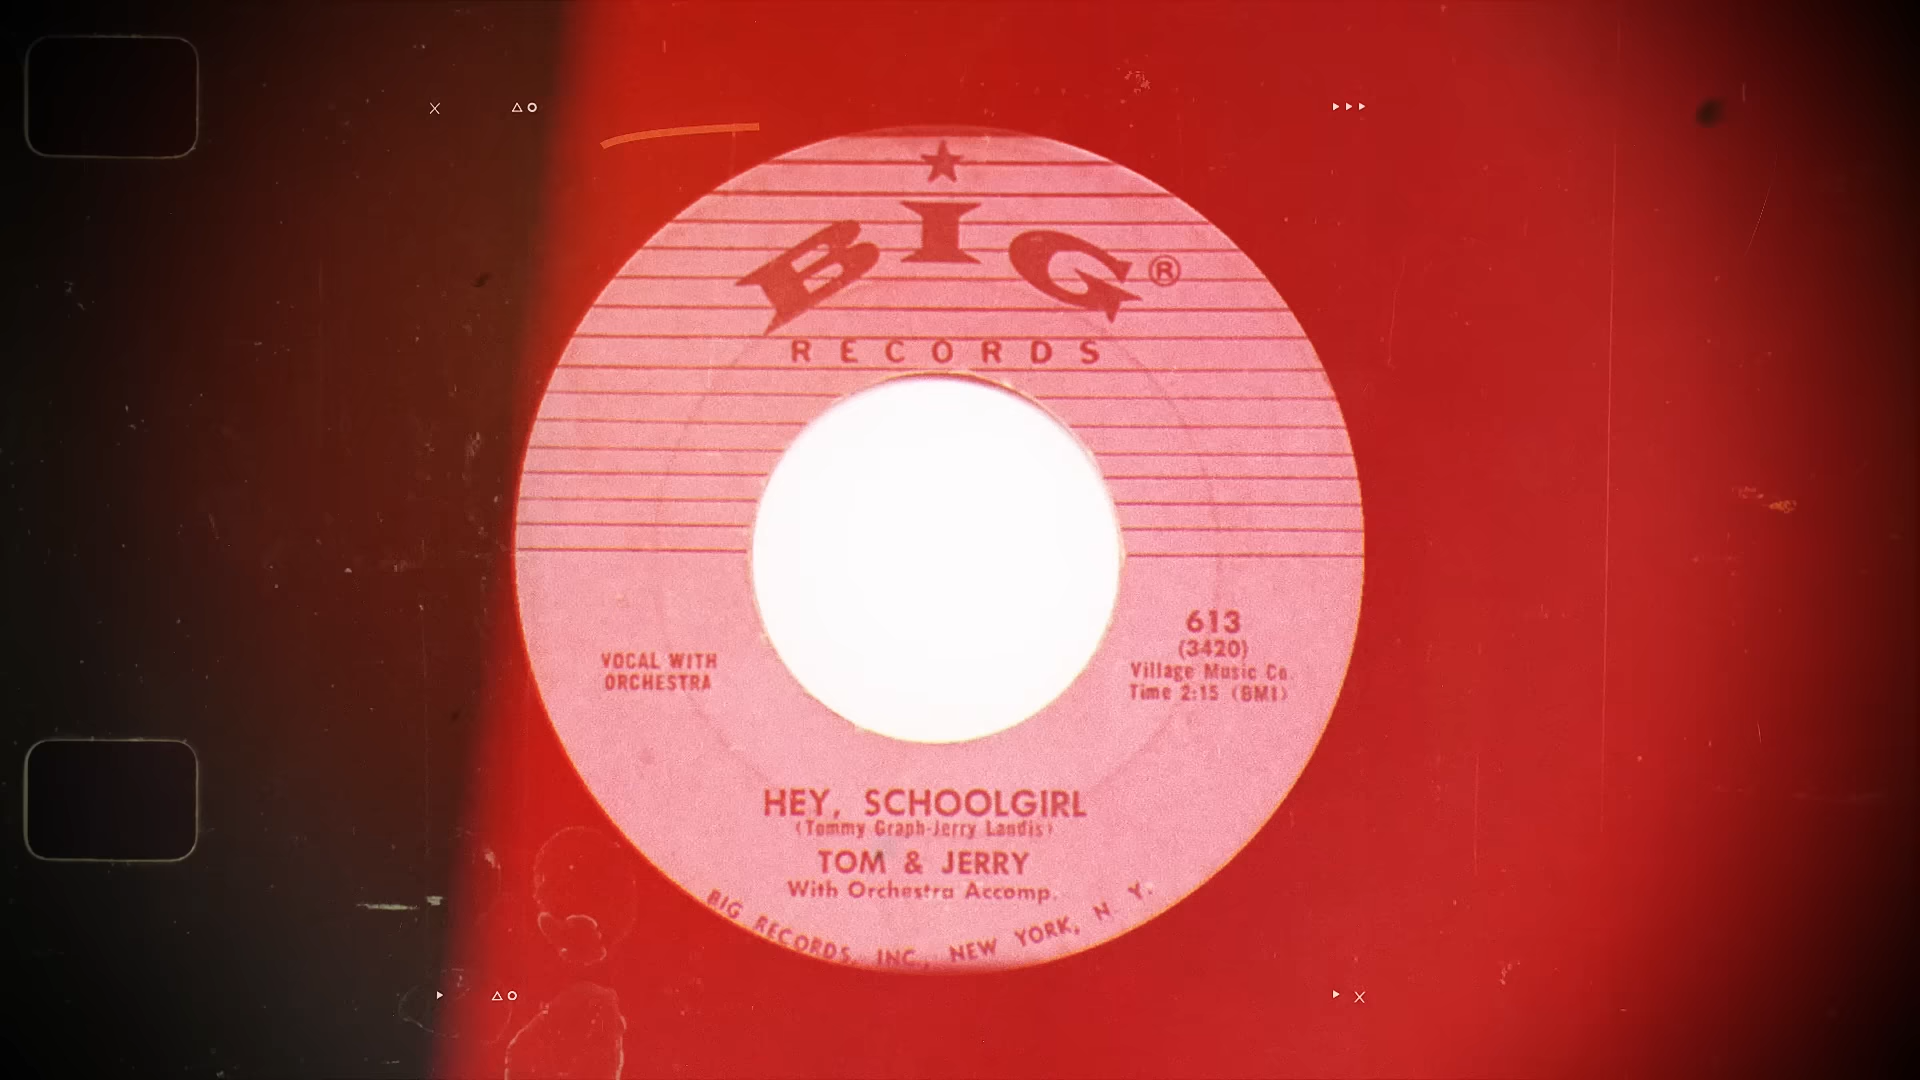 BIG ®
RECORDS
613
(3420)
VOCAL WITH
ORCHESTRA
Village Music Co.
Time 2:15 (BMI)
HEY, SCHOOLGIRL
(Tommy Graph-Jerry Landis)
TOM & JERRY
With Orchestra Accomp.
BIG RECORDS, INC., NEW YORK, N. Y.